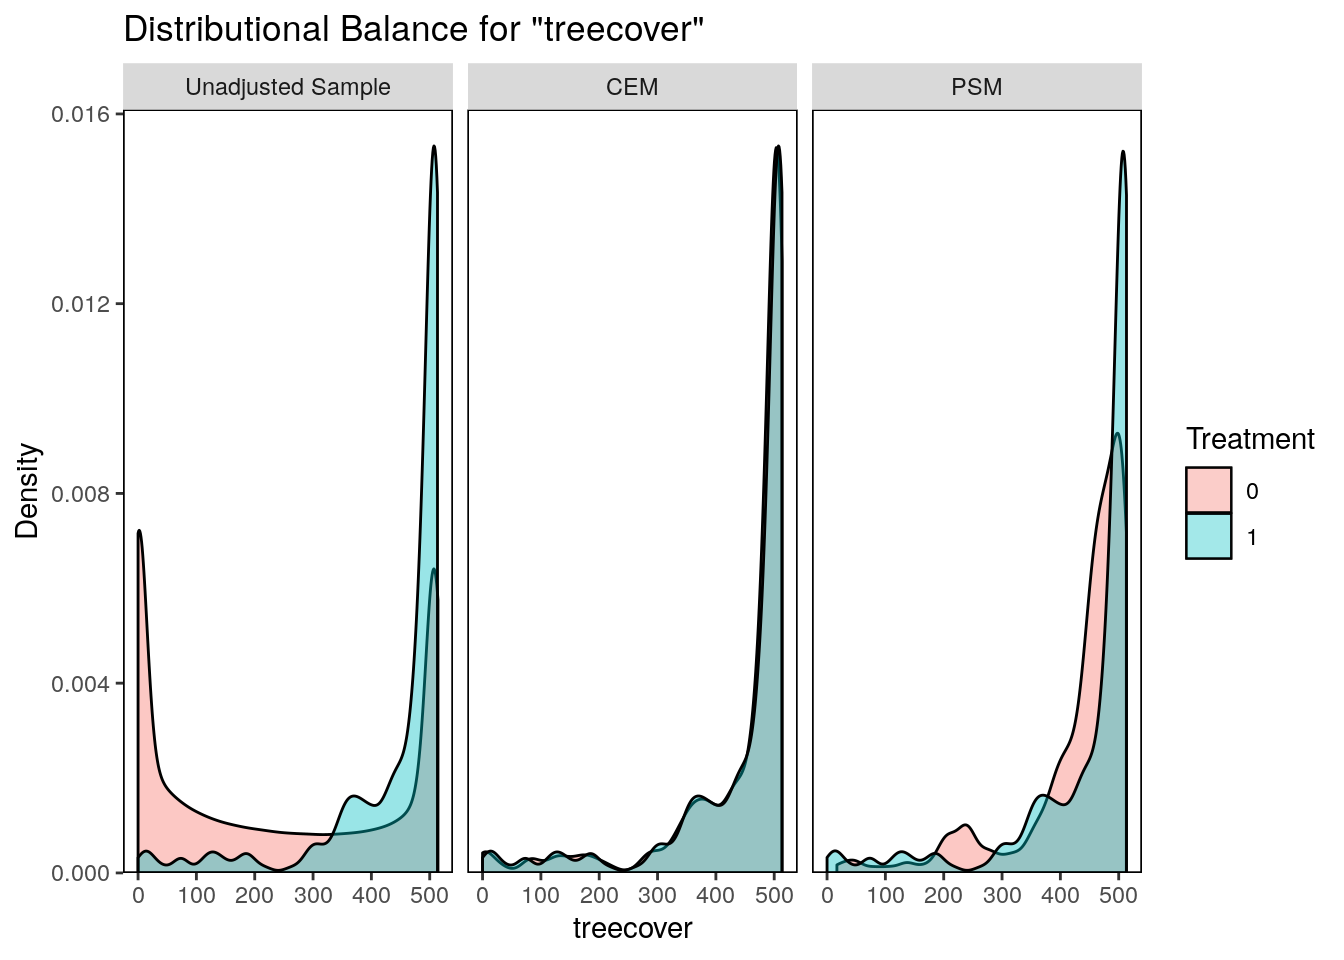 Distributional Balance for "treecover"
Unadjusted Sample
CEM
PSM
0.016
0.012
0.008
0.004
0.000
Density
0 100 200 300 400 500
0 100 200 300 400 500
0 100 200 300 400 500
treecover
Treatment
0
1